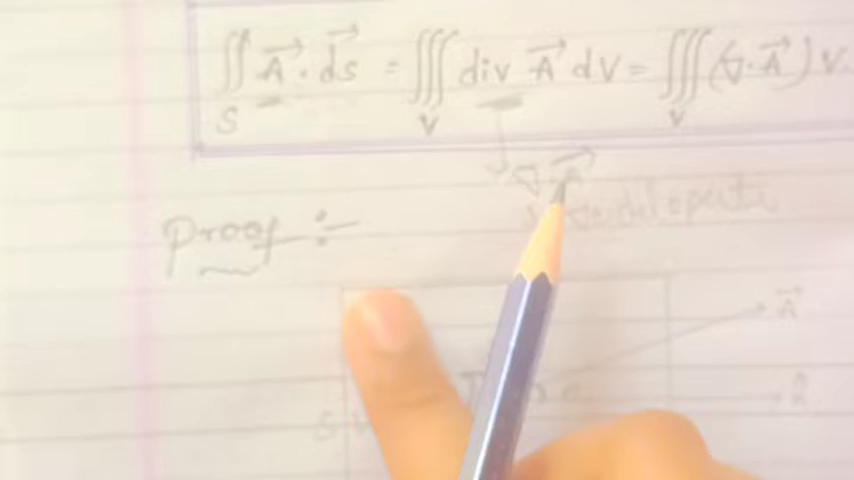 ∬ A⃗ . ds⃗ = ∭ div A⃗ dV = ∭ (∇. A⃗) V
S V V
∇
Proof :-
A⃗